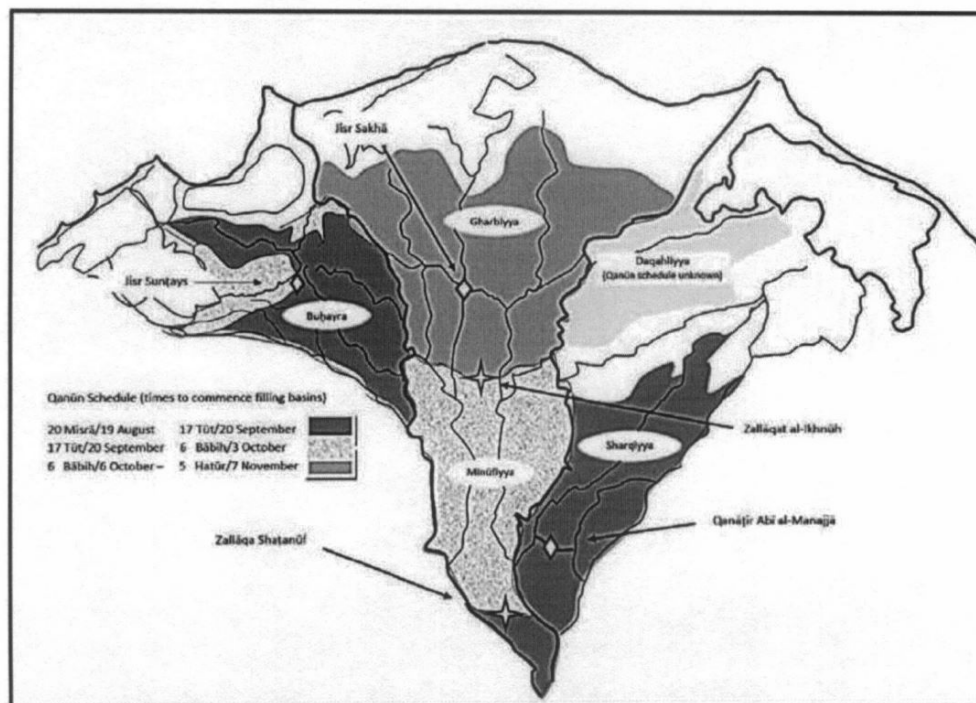 Jisr Sakhā
Gharbiyya
Daqahliyya
(Qanūn schedule unknown)
Jisr Sunṭays
Buḥayra
Qanūn Schedule (times to commence filling basins)
20 Misrā/19 August 17 Tūt/20 September
17 Tūt/20 September 6 Bābih/3 October
6 Bābih/6 October – 5 Hatūr/7 November
Zallāqat al-Ikhnūh
Sharqiyya
Minūfiyya
Qanāṭir Abī al-Manajjā
Zallāqa Shaṭanūf